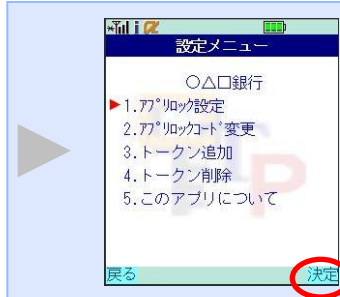 i α
設定メニュー
○△□銀行
1.ｱﾌﾟﾘﾛｯｸ設定
2.ｱﾌﾟﾘﾛｯｸｺｰﾄﾞ変更
3.トークン追加
4.トークン削除
5.このアプリについて
戻る 決定